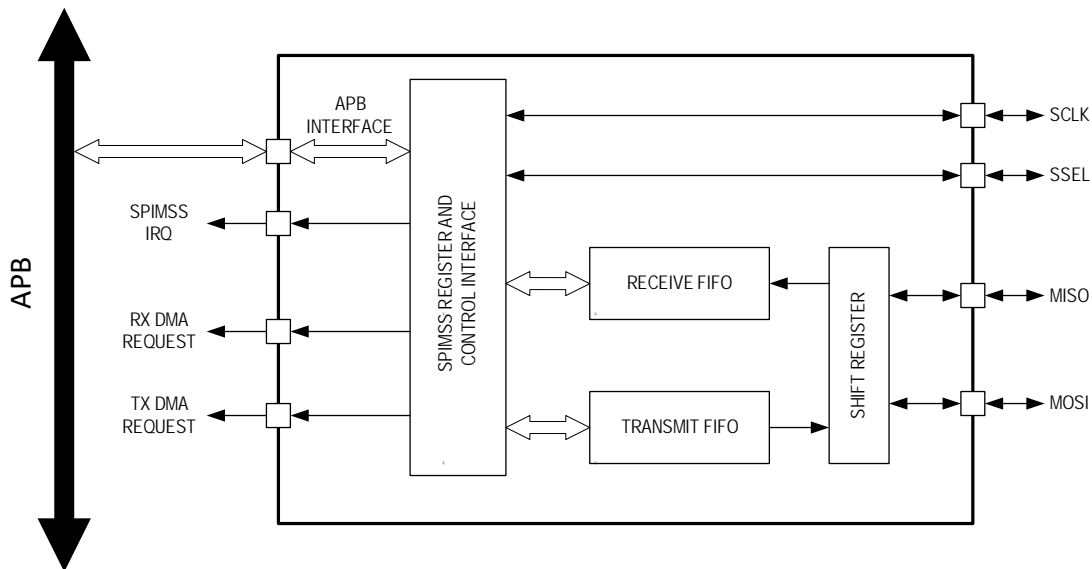 APB
APB
INTERFACE
SPIMSS
IRQ
RX DMA
REQUEST
TX DMA
REQUEST
SPIMSS REGISTER AND
CONTROL INTERFACE
RECEIVE FIFO
TRANSMIT FIFO
SHIFT REGISTER
SCLK
SSEL
MISO
MOSI